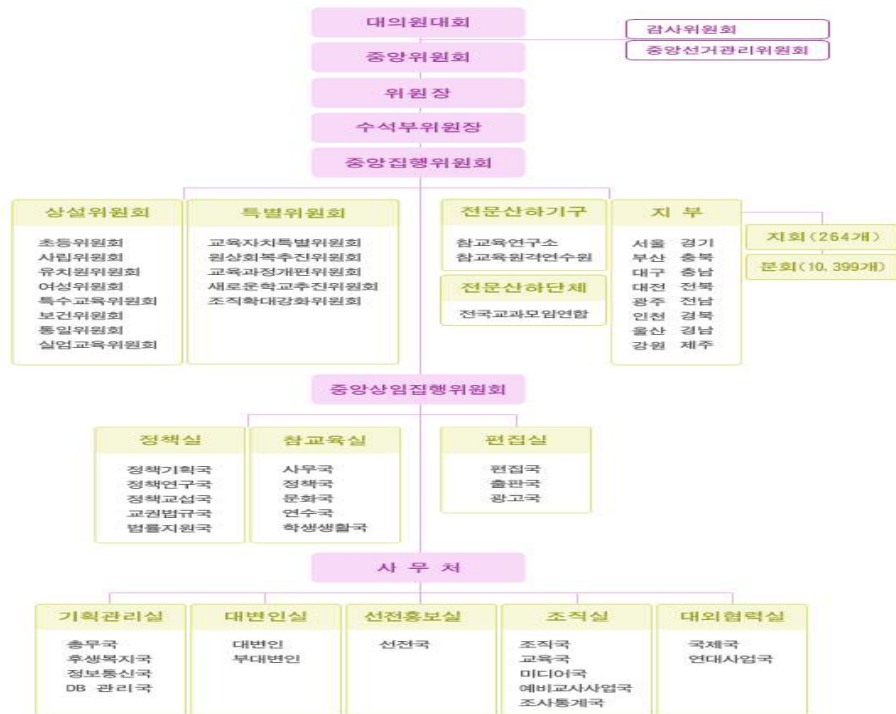 대의원대회
감사위원회
중앙위원회
중앙선거관리위원회
위원장
수석부위원장
중앙집행위원회
상설위원회
초등위원회
사립위원회
유치원위원회
여성위원회
특수교육위원회
보건위원회
통일위원회
실업교육위원회
특별위원회
교육자치특별위원회
원상회복추진위원회
교육과정개편위원회
새로운학교추진위원회
조직확대강화위원회
전문산하기구
참교육연구소
참교육원격연수원
전문산하단체
전국교과모임연합
지 부
서울 경기
부산 충북
대구 충남
대전 전북
광주 전남
인천 경북
울산 경남
강원 제주
지회(264개)
분회(10,399개)
중앙상임집행위원회
정책실
정책기획국
정책연구국
정책교섭국
교권법규국
법률지원국
참교육실
사무국
정책국
문화국
연수국
학생생활국
편집실
편집국
출판국
광고국
사 무 처
기획관리실
총무국
후생복지국
정보통신국
DB 관리국
대변인실
대변인
부대변인
선전홍보실
선전국
조직실
조직국
교육국
미디어국
예비교사사업국
조사통계국
대외협력실
국제국
연대사업국